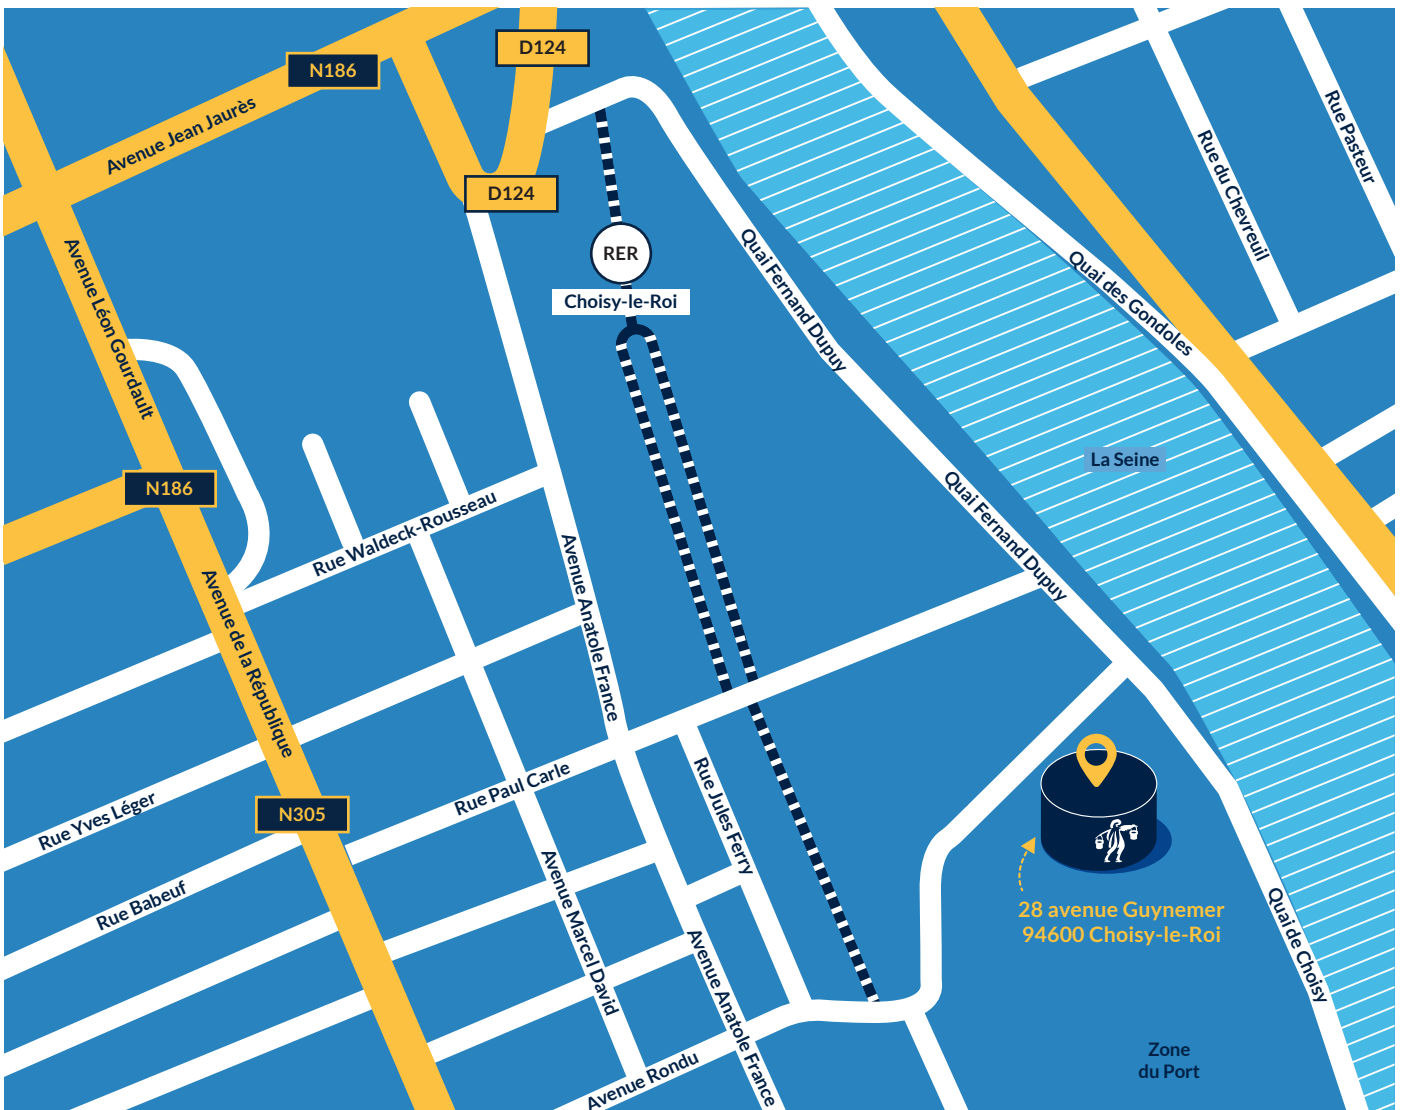 D124
N186
Avenue Jean Jaurès
Rue Pasteur
Rue du Chevreuil
D124
RER
Choisy-le-Roi
Avenue Léon Gourdault
Quai Fernand Dupuy
Quai des Gondoles
La Seine
N186
Rue Waldeck-Rousseau
Quai Fernand Dupuy
Avenue Anatole France
Avenue de la République
Rue Yves Léger
N305
Rue Paul Carle
Rue Jules Ferry
Rue Babeuf
Avenue Marcel David
28 avenue Guynemer
94600 Choisy-le-Roi
Quai de Choisy
Avenue Anatole France
Avenue Rondu
Zone
du Port